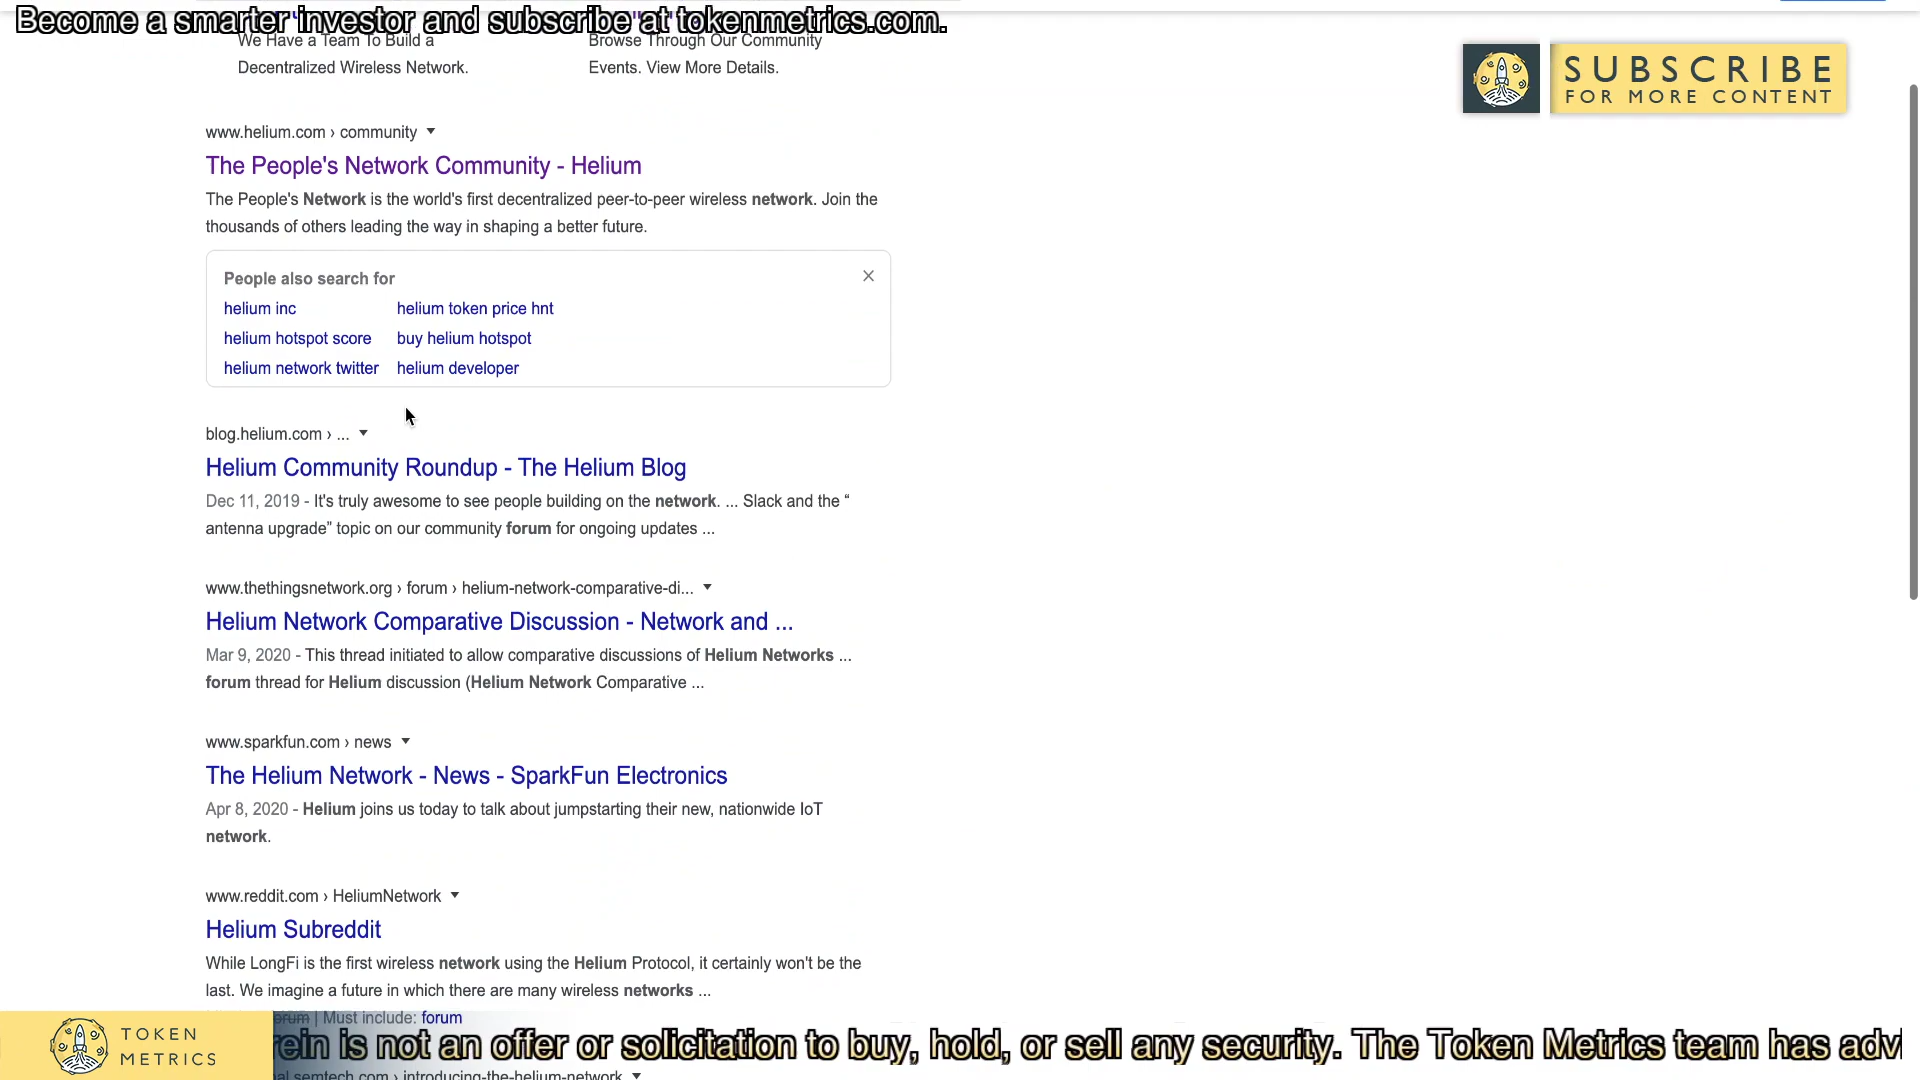 Become a smarter investor and subscribe at tokenmetrics.com.
We Have a Team To Build a
Decentralized Wireless Network.
Browse Through Our Community
Events. View More Details.
SUBSCRIBE
FOR MORE CONTENT
www.helium.com › community
The People's Network Community - Helium
The People's Network is the world's first decentralized peer-to-peer wireless network. Join the
thousands of others leading the way in shaping a better future.
People also search for
helium inc
helium token price hnt
helium hotspot score
buy helium hotspot
helium network twitter
helium developer
blog.helium.com › ...
Helium Community Roundup - The Helium Blog
Dec 11, 2019 - It's truly awesome to see people building on the network. ... Slack and the “
antenna upgrade” topic on our community forum for ongoing updates ...
www.thethingsnetwork.org › forum › helium-network-comparative-di...
Helium Network Comparative Discussion - Network and ...
Mar 9, 2020 - This thread initiated to allow comparative discussions of Helium Networks ...
forum thread for Helium discussion (Helium Network Comparative ...
www.sparkfun.com › news
The Helium Network - News - SparkFun Electronics
Apr 8, 2020 - Helium joins us today to talk about jumpstarting their new, nationwide IoT
network.
www.reddit.com › HeliumNetwork
Helium Subreddit
While LongFi is the first wireless network using the Helium Protocol, it certainly won't be the
last. We imagine a future in which there are many wireless networks ...
| Must include: forum
TOKEN
METRICS
rein is not an offer or solicitation to buy, hold, or sell any security. The Token Metrics team has adv
semtech.com › introducing-the-helium-network